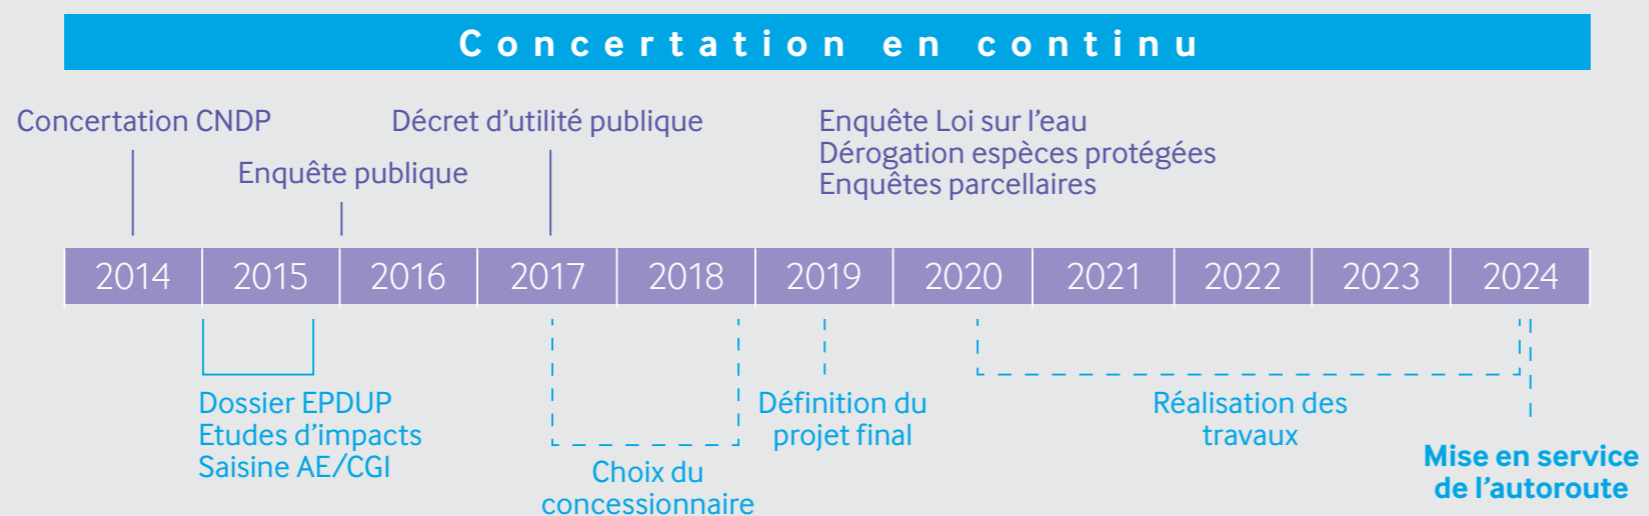 Concertation en continu
Concertation CNDP
Enquête publique
Décret d'utilité publique
Enquête Loi sur l'eau
Dérogation espèces protégées
Enquêtes parcellaires
2014 2015 2016 2017 2018 2019 2020 2021 2022 2023 2024
Dossier EPDUP
Etudes d'impacts
Saisine AE/CGI
Choix du
concessionnaire
Définition du
projet final
Réalisation des
travaux
Mise en service
de l'autoroute